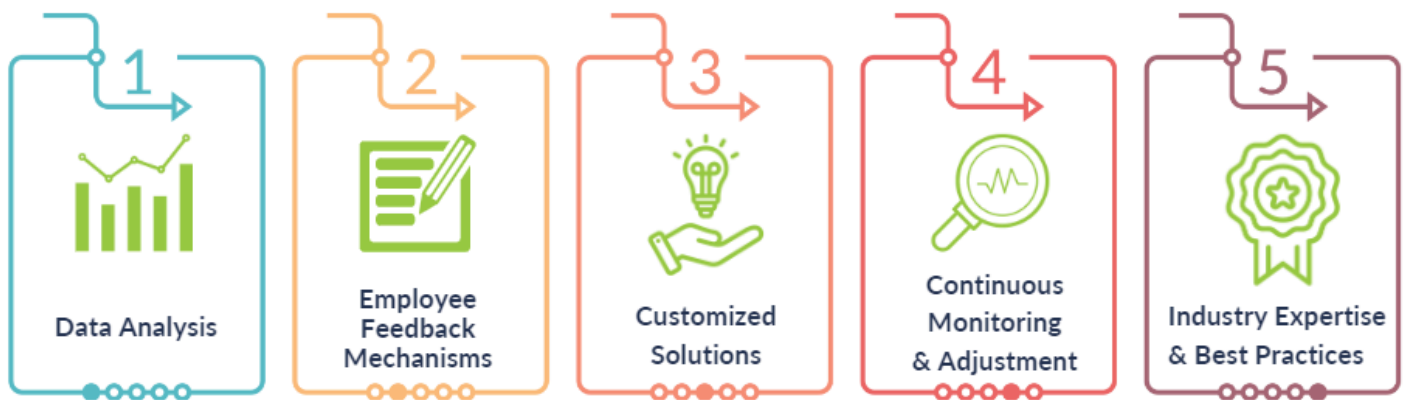 1
Data Analysis
2
Employee
Feedback
Mechanisms
3
Customized
Solutions
4
Continuous
Monitoring
& Adjustment
5
Industry Expertise
& Best Practices